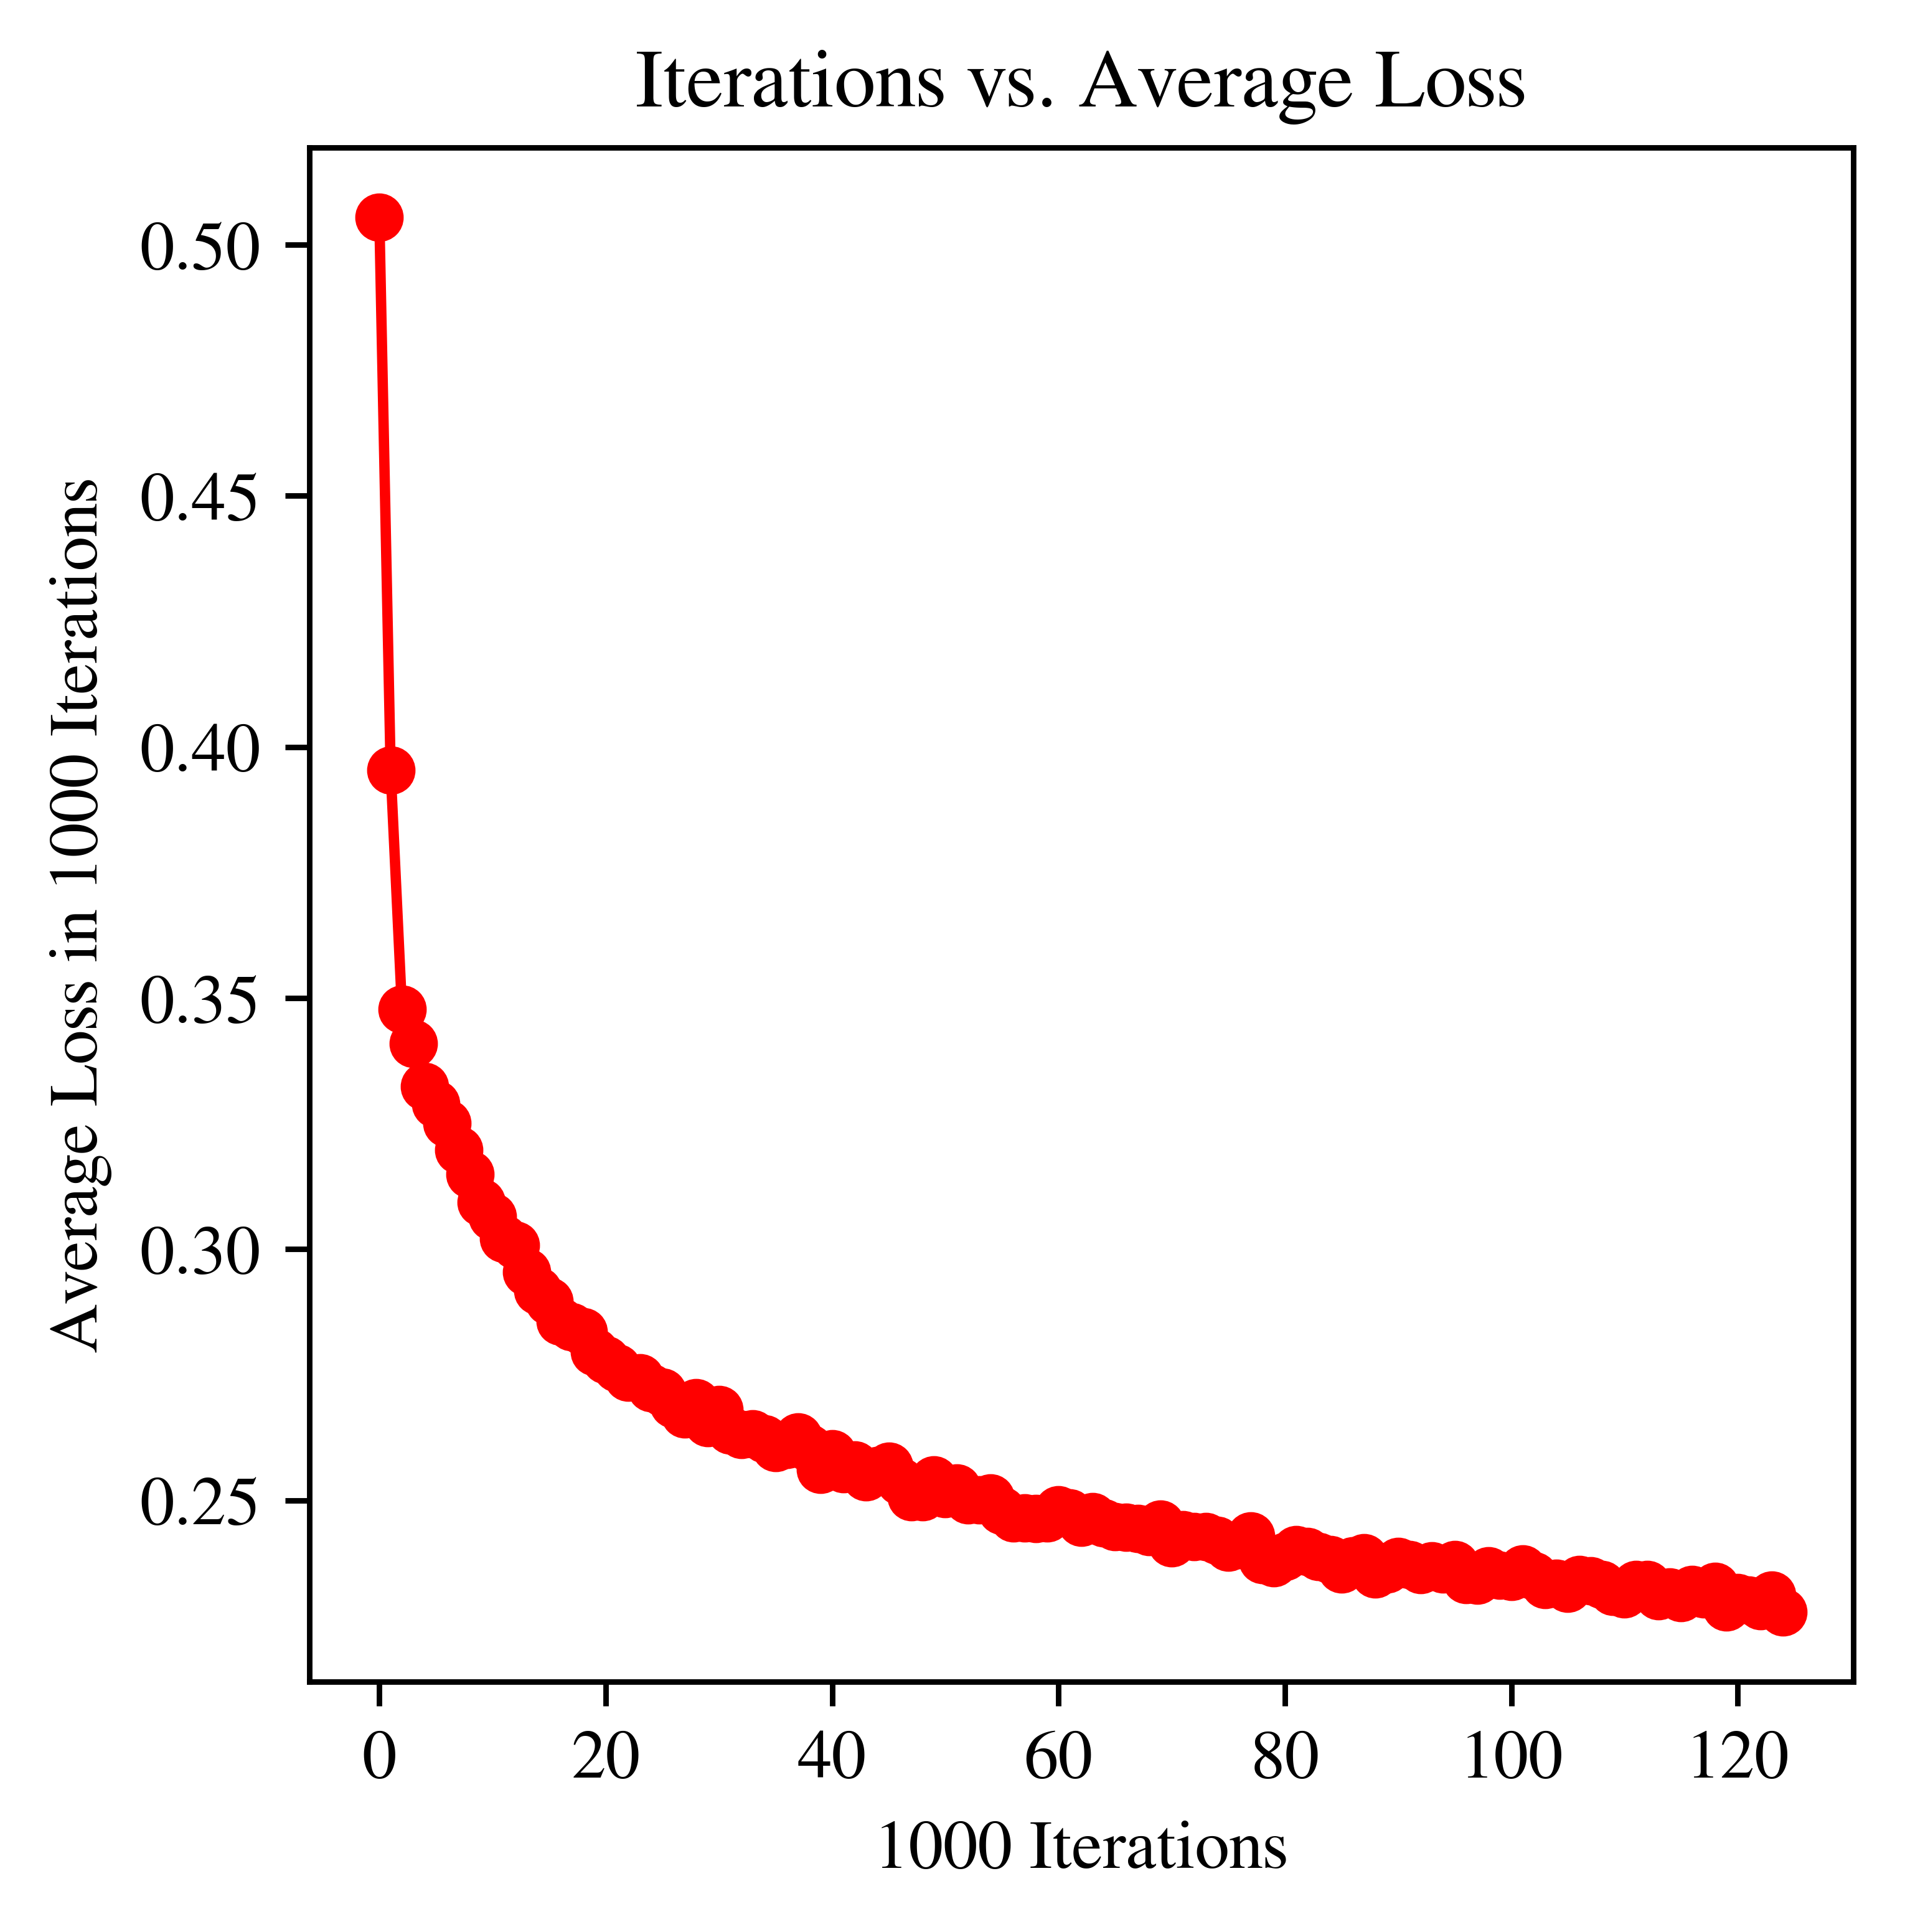 Iterations vs. Average Loss
Average Loss in 1000 Iterations
0.50
0.45
0.40
0.35
0.30
0.25
0 20 40 60 80 100 120
1000 Iterations